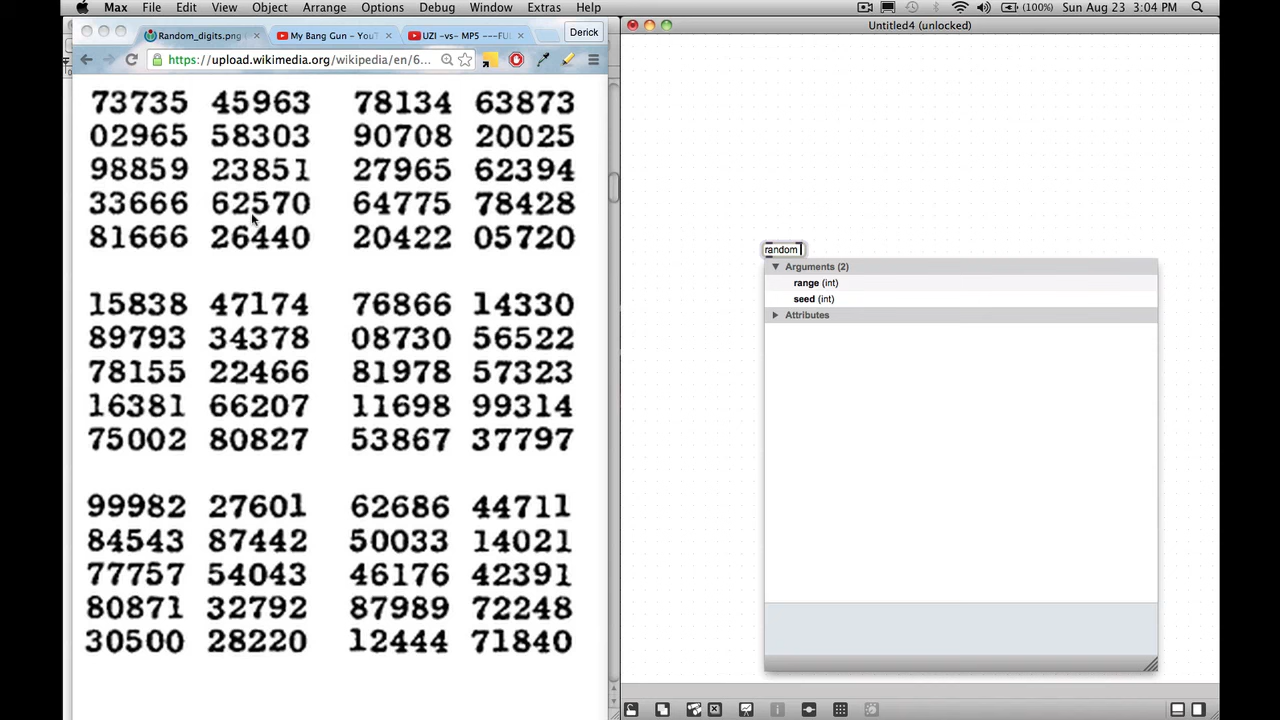 Max File Edit View Object Arrange Options Debug Window Extras Help (100%) Sun Aug 23 3:04 PM
Random_digits.png My Bang Gun - YouT UZI -vs- MP5 ---FUL Derick
https://upload.wikimedia.org/wikipedia/en/6...
73735 45963 78134 63873
02965 58303 90708 20025
98859 23851 27965 62394
33666 62570 64775 78428
81666 26440 20422 05720
15838 47174 76866 14330
89793 34378 08730 56522
78155 22466 81978 57323
16381 66207 11698 99314
75002 80827 53867 37797
99982 27601 62686 44711
84543 87442 50033 14021
77757 54043 46176 42391
80871 32792 87989 72248
30500 28220 12444 71840
Untitled4 (unlocked)
random
Arguments (2)
range (int)
seed (int)
Attributes